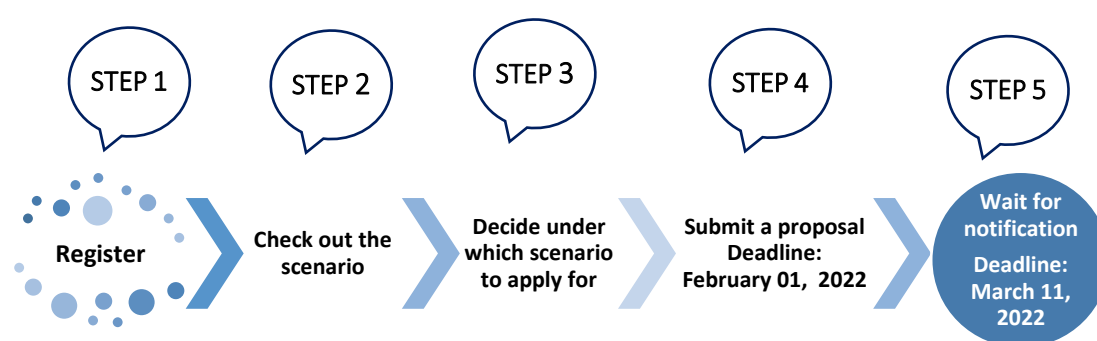 STEP 1
STEP 2
STEP 3
STEP 4
STEP 5
Register
Check out the
scenario
Decide under
which scenario
to apply for
Submit a proposal
Deadline:
February 01, 2022
Wait for
notification
Deadline:
March 11,
2022